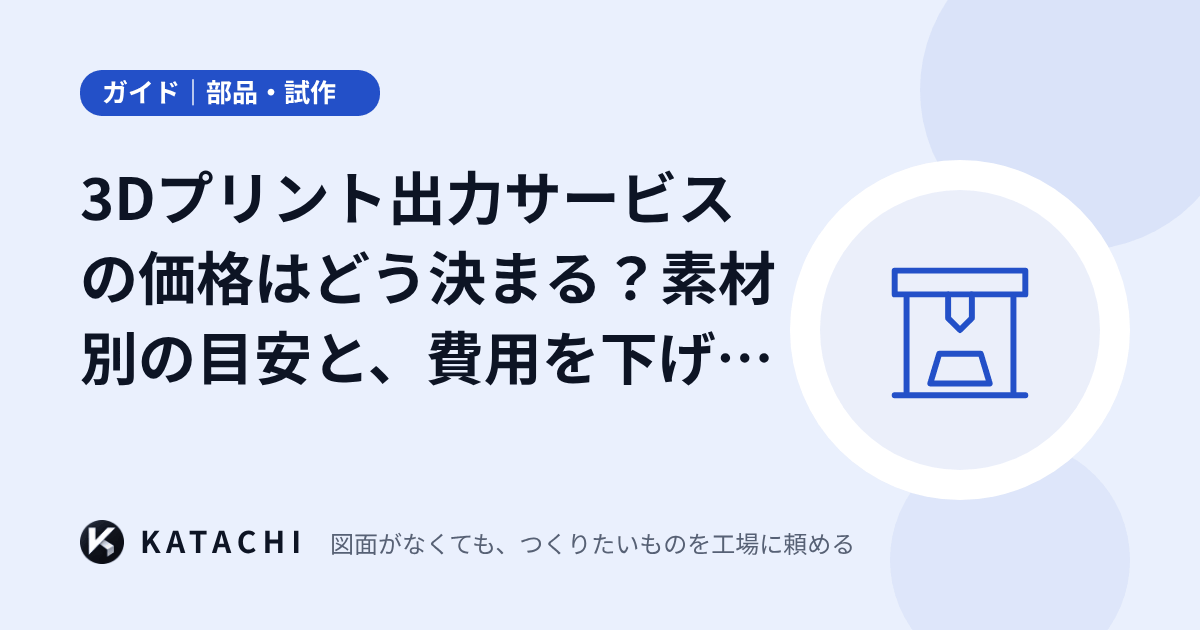 ガイド｜部品・試作
3Dプリント出力サービス
の価格はどう決まる？素材
別の目安と、費用を下げ…
KATACHI 図面がなくても、つくりたいものを工場に頼める